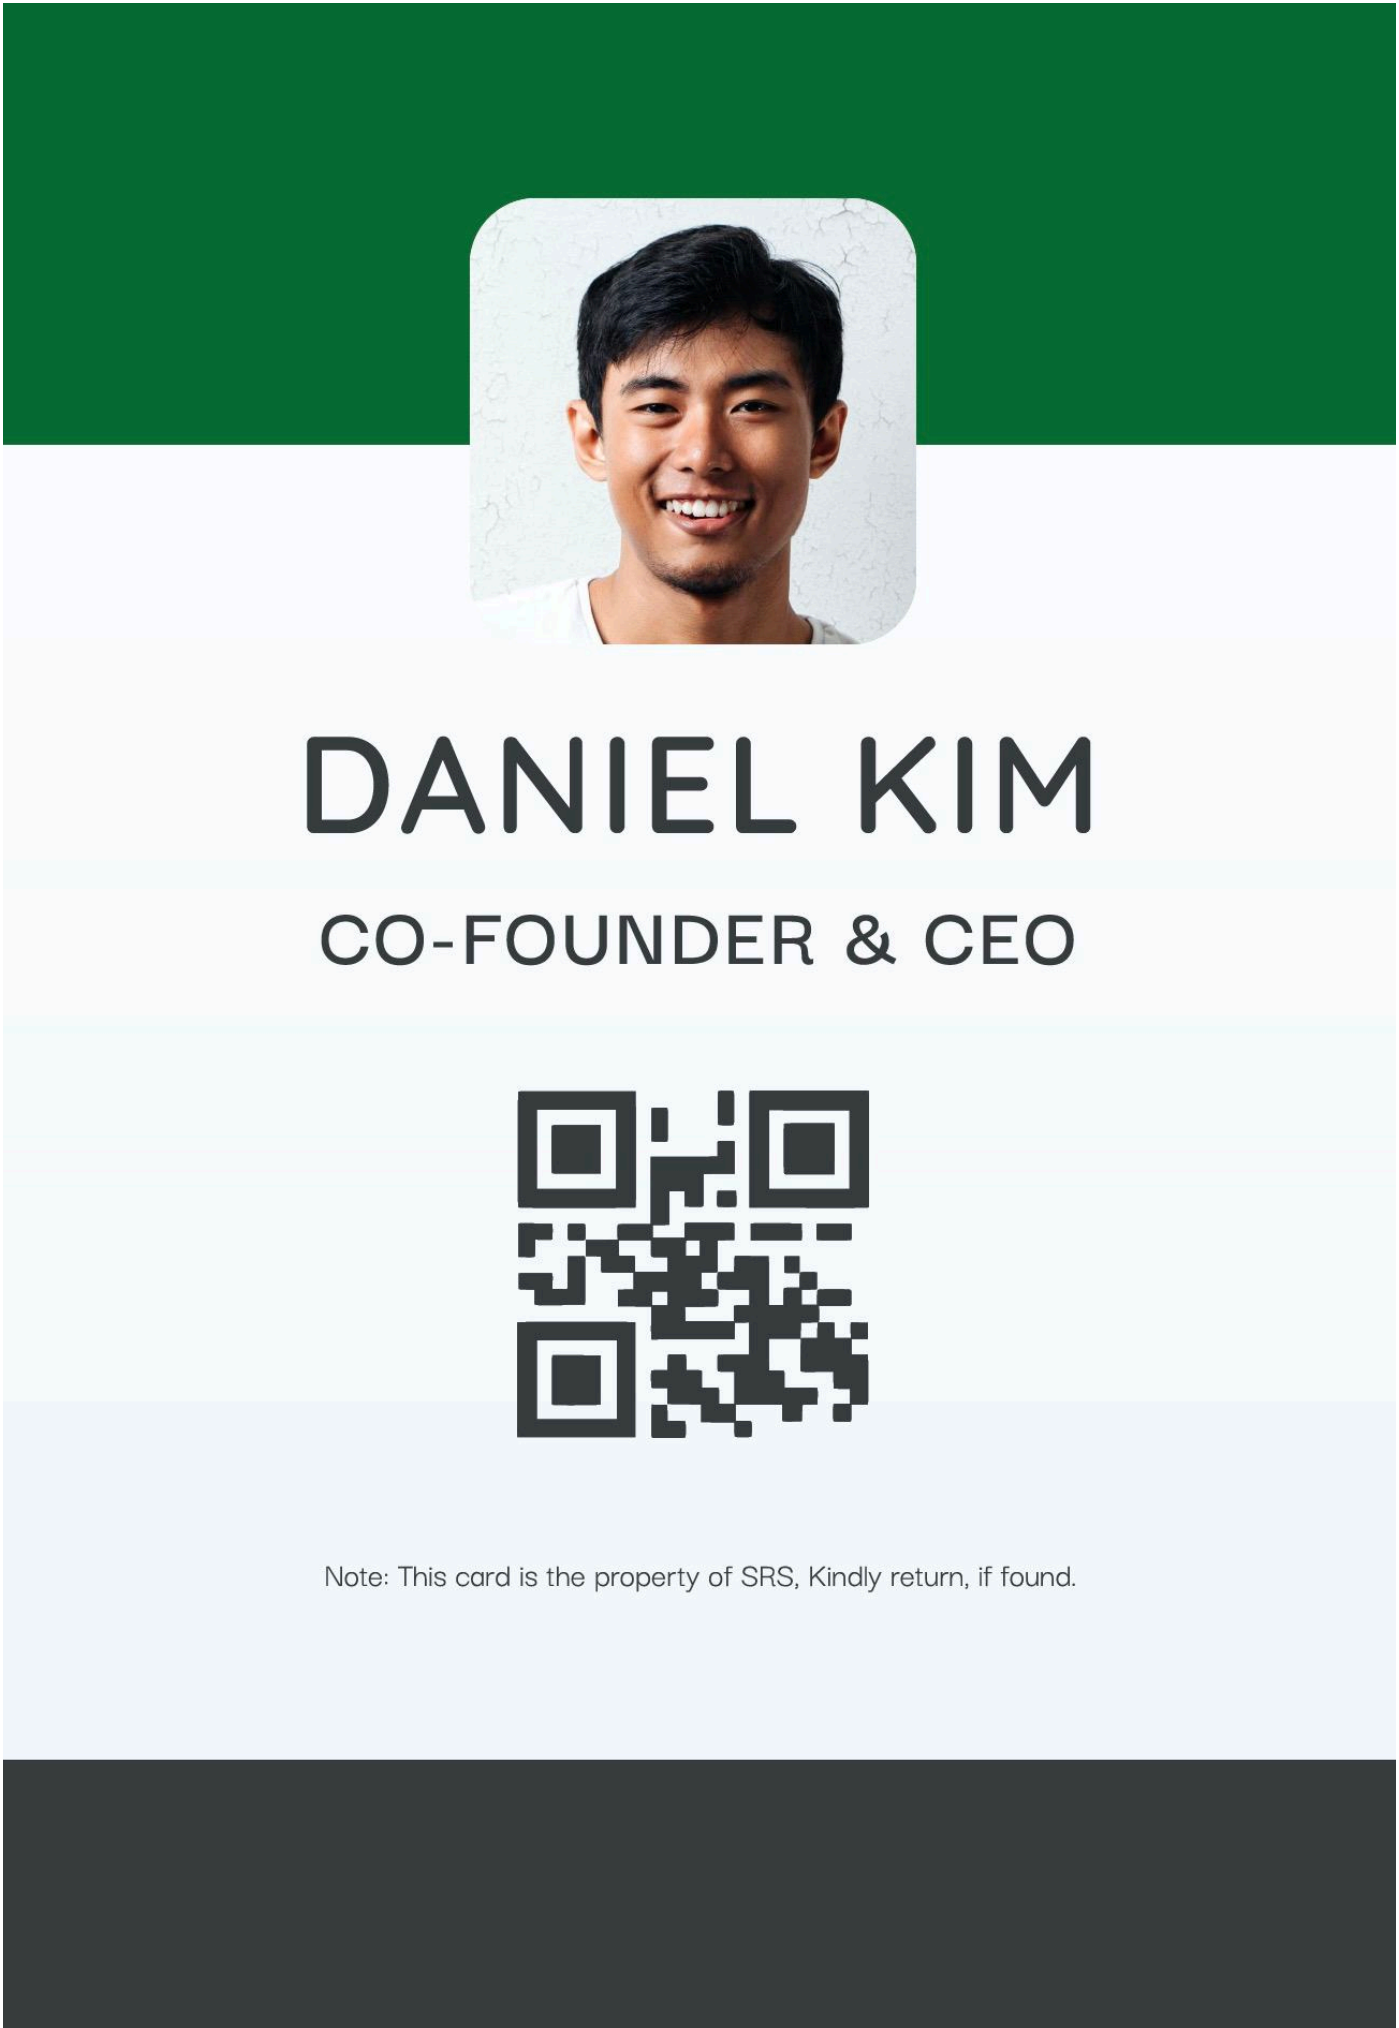 DANIEL KIM
CO-FOUNDER & CEO
Note: This card is the property of SRS, Kindly return, if found.